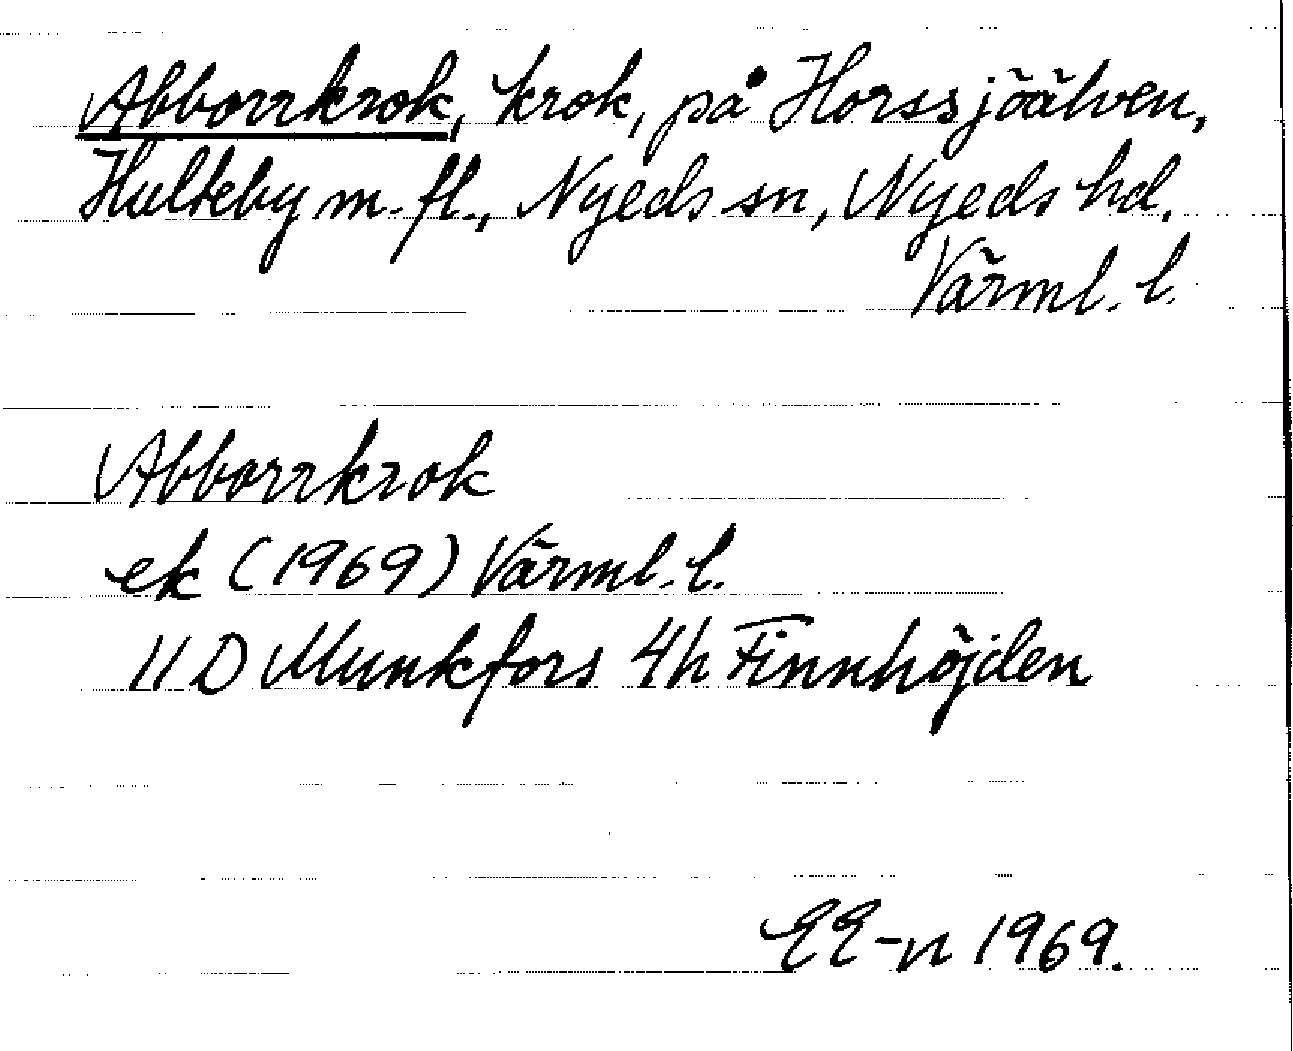 Abborrkrok, krok, på Horssjöälven,
Hulteby m. fl., Nyeds sn, Nyeds hd.
Värml. l.
Abborrkrok
ek (1969) Värml. l.
11 D Munkfors 4h Finnhöjden
EE-n 1969.